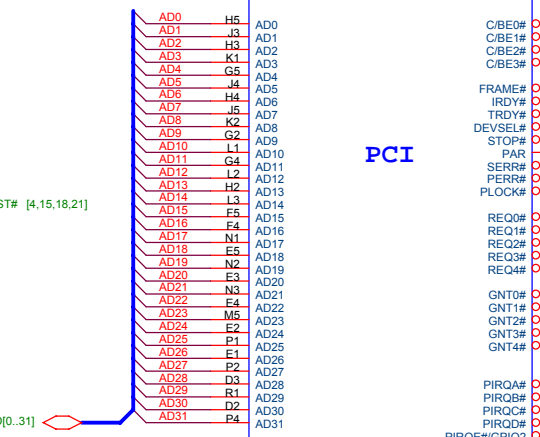 AD0 H5 AD0 C/BE0#
AD1 J3 AD1 C/BE1#
AD2 H3 AD2 C/BE2#
AD3 K1 AD3 C/BE3#
AD4 G5 AD4
AD5 J4 AD5 FRAME#
AD6 H4 AD6 IRDY#
AD7 J5 AD7 TRDY#
AD8 K2 AD8 DEVSEL#
AD9 G2 AD9 STOP#
AD10 L1 AD10 PCI PAR
AD11 G4 AD11 SERR#
AD12 L2 AD12 PERR#
AD13 H2 AD13 PLOCK#
ST# [4,15,18,21] AD14 L3 AD14
AD15 F5 AD15 REQ0#
AD16 F4 AD16 REQ1#
AD17 N1 AD17 REQ2#
AD18 E5 AD18 REQ3#
AD19 N2 AD19 REQ4#
AD20 E3 AD20
AD21 N3 AD21 GNT0#
AD22 E4 AD22 GNT1#
AD23 M5 AD23 GNT2#
AD24 E2 AD24 GNT3#
AD25 P1 AD25 GNT4#
AD26 E1 AD26
AD27 P2 AD27
AD28 D3 AD28 PIRQA#
AD29 R1 AD29 PIRQB#
AD30 D2 AD30 PIRQC#
AD31 P4 AD31 PIRQD#
[0..31]